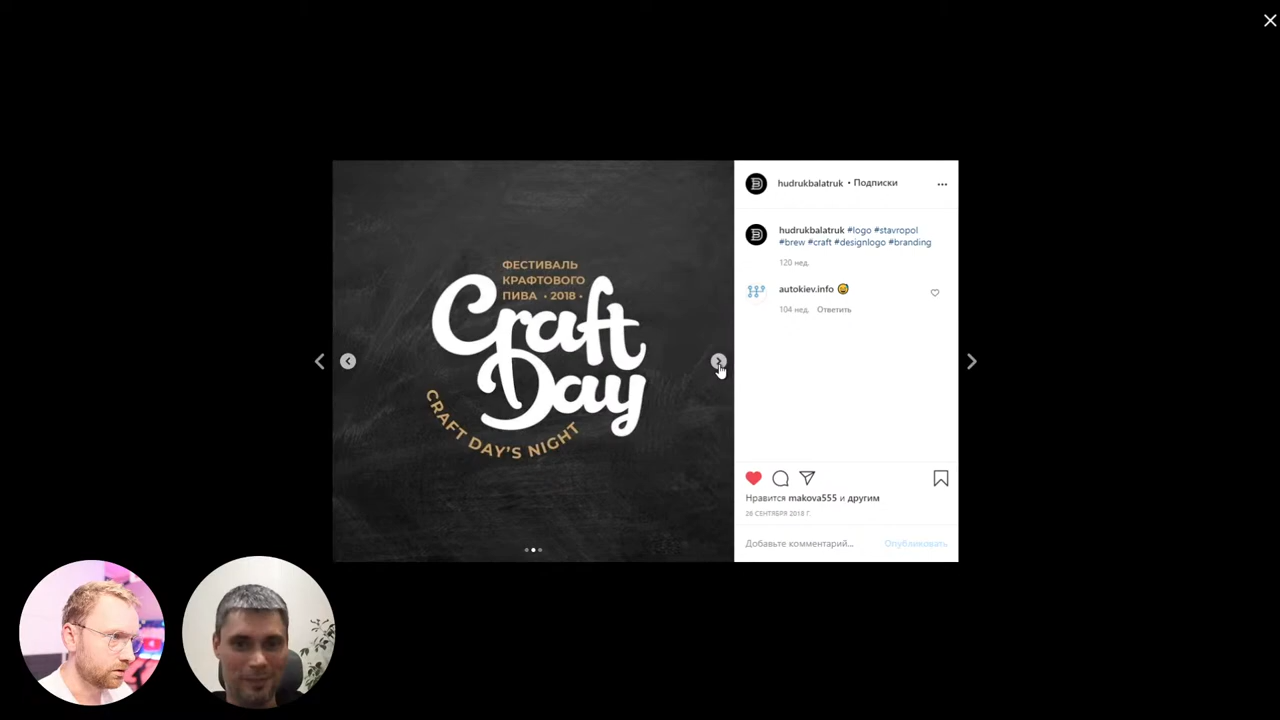 ФЕСТИВАЛЬ
КРАФТОВОГО
ПИВА · 2018 ·
Craft
Day
CRAFT DAY'S NIGHT
hudrukbalatruk • Подписки
hudrukbalatruk #logo #stavropol
#brew #craft #designlogo #branding
120 нед.
autokiev.info 😅
104 нед. Ответить
Нравится makova555 и другим
26 СЕНТЯБРЯ 2018 Г.
Добавьте комментарий... Опубликовать